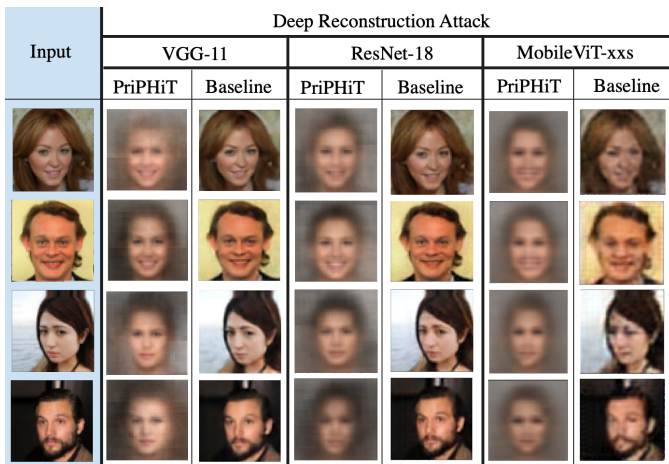 Deep Reconstruction Attack
Input
VGG-11 ResNet-18 MobileViT-xxs
PriPHiT Baseline PriPHiT Baseline PriPHiT Baseline